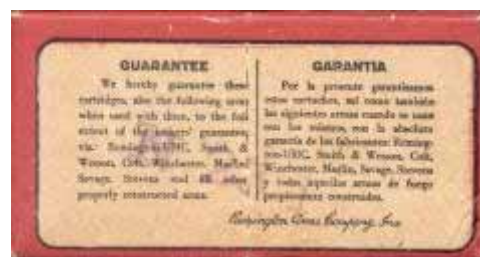 GUARANTEE
We hereby guarantee these
cartridges, also the following arms
when used with them, to the full
extent of the makers' guarantee,
viz. Remington-UMC, Smith &
Wesson, Colt, Winchester, Marlin,
Savage, Stevens and all other
properly constructed arms.
GARANTIA
Por la presente garantizamos
estos cartuchos, así como también
las siguientes armas cuando se usan
con los mismos, con la absoluta
garantía de los fabricantes: Reming-
ton-UMC, Smith & Wesson, Colt,
Winchester, Marlin, Savage, Stevens
y todas aquellas armas de fuego
propiamente construidas.
Remington Arms Company, Inc.